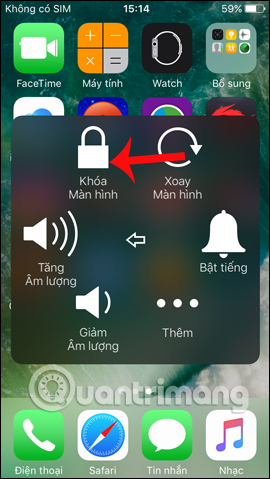 Không có SIM 15:14 59%
FaceTime Máy tính Watch Bổ sung
Khóa
Màn hình
Xoay
Màn hình
Tăng
Âm lượng
Bật tiếng
Giảm
Âm lượng
Thêm
Quantrimang
Điện thoại Safari Tin nhắn Nhạc